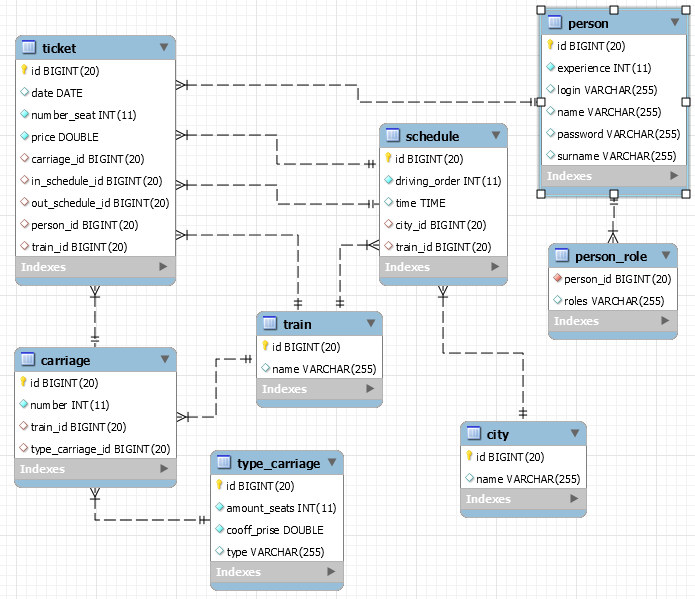 ticket
id BIGINT(20)
date DATE
number_seat INT(11)
price DOUBLE
carriage_id BIGINT(20)
in_schedule_id BIGINT(20)
out_schedule_id BIGINT(20)
person_id BIGINT(20)
train_id BIGINT(20)
Indexes
person
id BIGINT(20)
experience INT(11)
login VARCHAR(255)
name VARCHAR(255)
password VARCHAR(255)
surname VARCHAR(255)
Indexes
schedule
id BIGINT(20)
driving_order INT(11)
time TIME
city_id BIGINT(20)
train_id BIGINT(20)
Indexes
person_role
person_id BIGINT(20)
roles VARCHAR(255)
Indexes
train
id BIGINT(20)
name VARCHAR(255)
Indexes
carriage
id BIGINT(20)
number INT(11)
train_id BIGINT(20)
type_carriage_id BIGINT(20)
Indexes
city
id BIGINT(20)
name VARCHAR(255)
Indexes
type_carriage
id BIGINT(20)
amount_seats INT(11)
cooff_prise DOUBLE
type VARCHAR(255)
Indexes